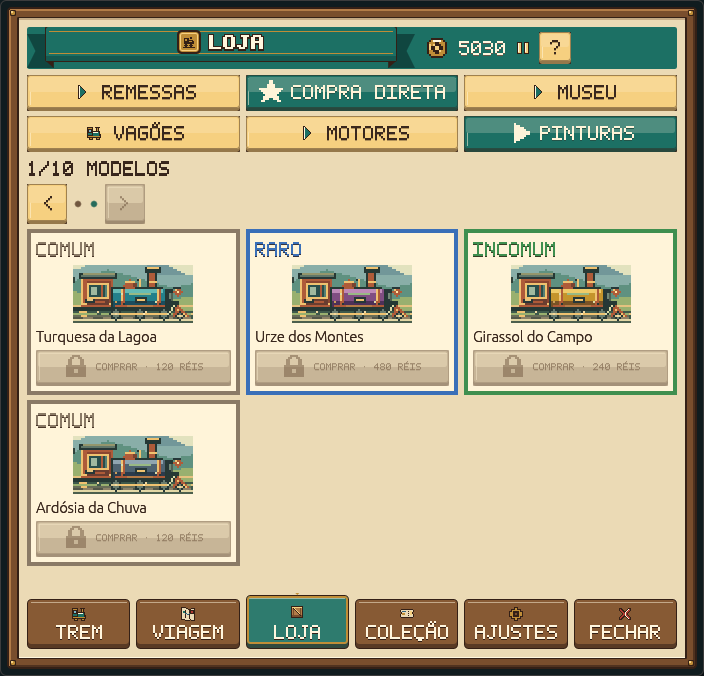 LOJA
5030
?
REMESSAS
COMPRA DIRETA
MUSEU
VAGÕES
MOTORES
PINTURAS
1/10 MODELOS
< >
COMUM
Turquesa da Lagoa
COMPRAR · 120 RÉIS
RARO
Urze dos Montes
COMPRAR · 480 RÉIS
INCOMUM
Girassol do Campo
COMPRAR · 240 RÉIS
COMUM
Ardósia da Chuva
COMPRAR · 120 RÉIS
TREM
VIAGEM
LOJA
COLEÇÃO
AJUSTES
FECHAR